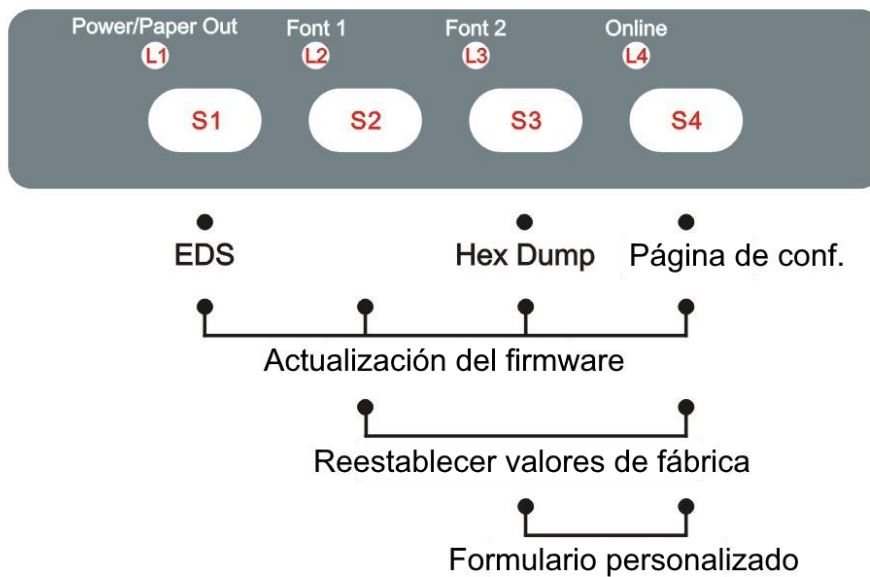 Power/Paper Out Font 1 Font 2 Online
L1 L2 L3 L4
S1 S2 S3 S4
EDS Hex Dump Página de conf.
Actualización del firmware
Reestablecer valores de fábrica
Formulario personalizado